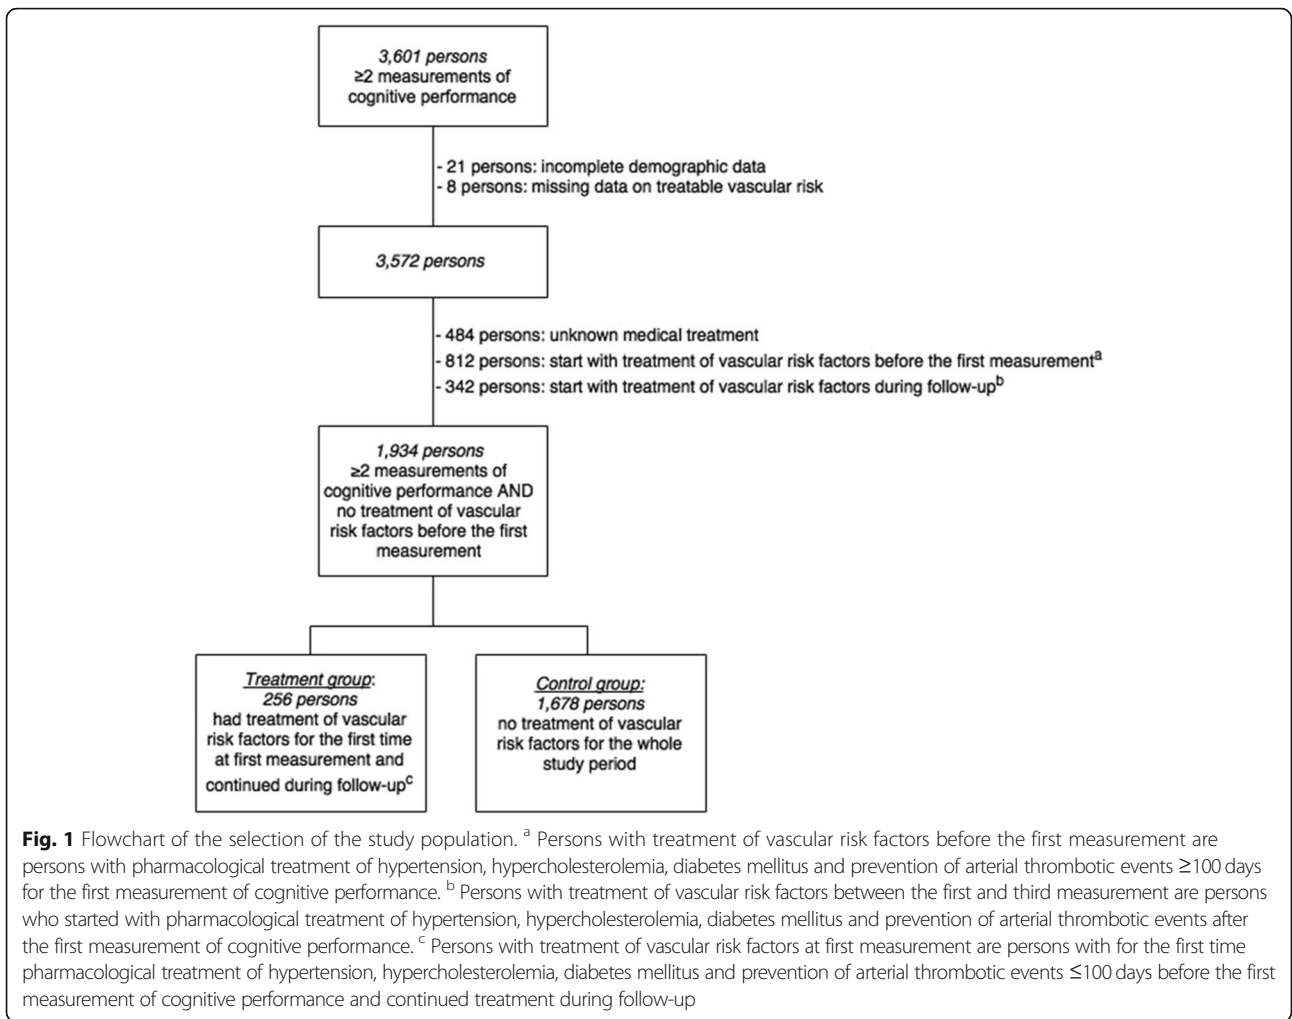 3,601 persons
≥2 measurements of
cognitive performance
- 21 persons: incomplete demographic data
- 8 persons: missing data on treatable vascular risk
3,572 persons
- 484 persons: unknown medical treatment
- 812 persons: start with treatment of vascular risk factors before the first measurement^a
- 342 persons: start with treatment of vascular risk factors during follow-up^b
1,934 persons
≥2 measurements of
cognitive performance AND
no treatment of vascular
risk factors before the first
measurement
Treatment group:
256 persons
had treatment of vascular
risk factors for the first time
at first measurement and
continued during follow-up^c
Control group:
1,678 persons
no treatment of vascular
risk factors for the whole
study period
Fig. 1 Flowchart of the selection of the study population. ^a Persons with treatment of vascular risk factors before the first measurement are
persons with pharmacological treatment of hypertension, hypercholesterolemia, diabetes mellitus and prevention of arterial thrombotic events ≥100 days
for the first measurement of cognitive performance. ^b Persons with treatment of vascular risk factors between the first and third measurement are persons
who started with pharmacological treatment of hypertension, hypercholesterolemia, diabetes mellitus and prevention of arterial thrombotic events after
the first measurement of cognitive performance. ^c Persons with treatment of vascular risk factors at first measurement are persons with for the first time
pharmacological treatment of hypertension, hypercholesterolemia, diabetes mellitus and prevention of arterial thrombotic events ≤100 days before the first
measurement of cognitive performance and continued treatment during follow-up